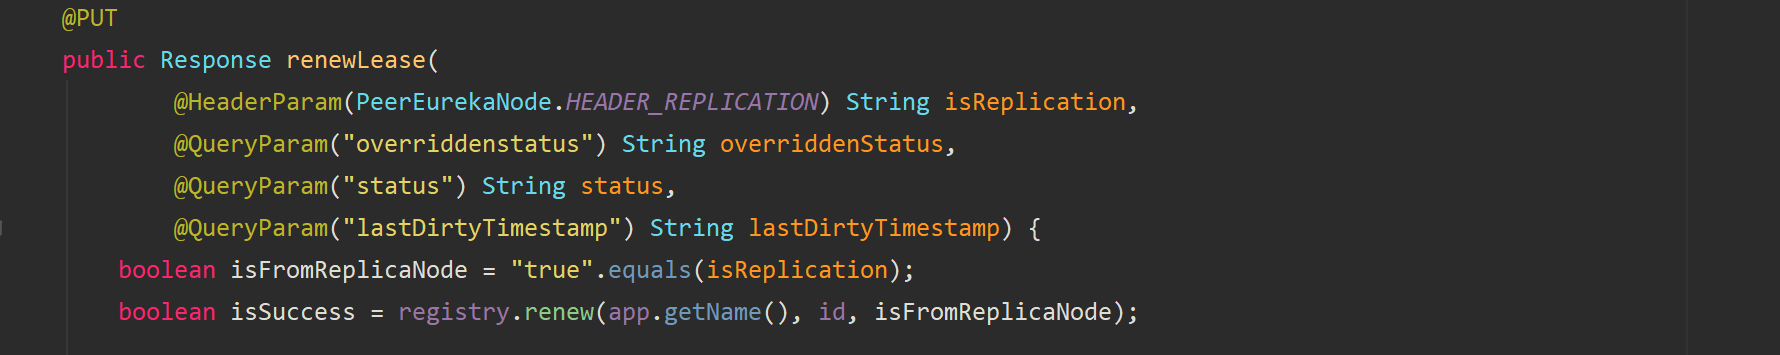 @PUT
public Response renewLease(
@HeaderParam(PeerEurekaNode.HEADER_REPLICATION) String isReplication,
@QueryParam("overriddenstatus") String overriddenStatus,
@QueryParam("status") String status,
@QueryParam("lastDirtyTimestamp") String lastDirtyTimestamp) {
boolean isFromReplicaNode = "true".equals(isReplication);
boolean isSuccess = registry.renew(app.getName(), id, isFromReplicaNode);